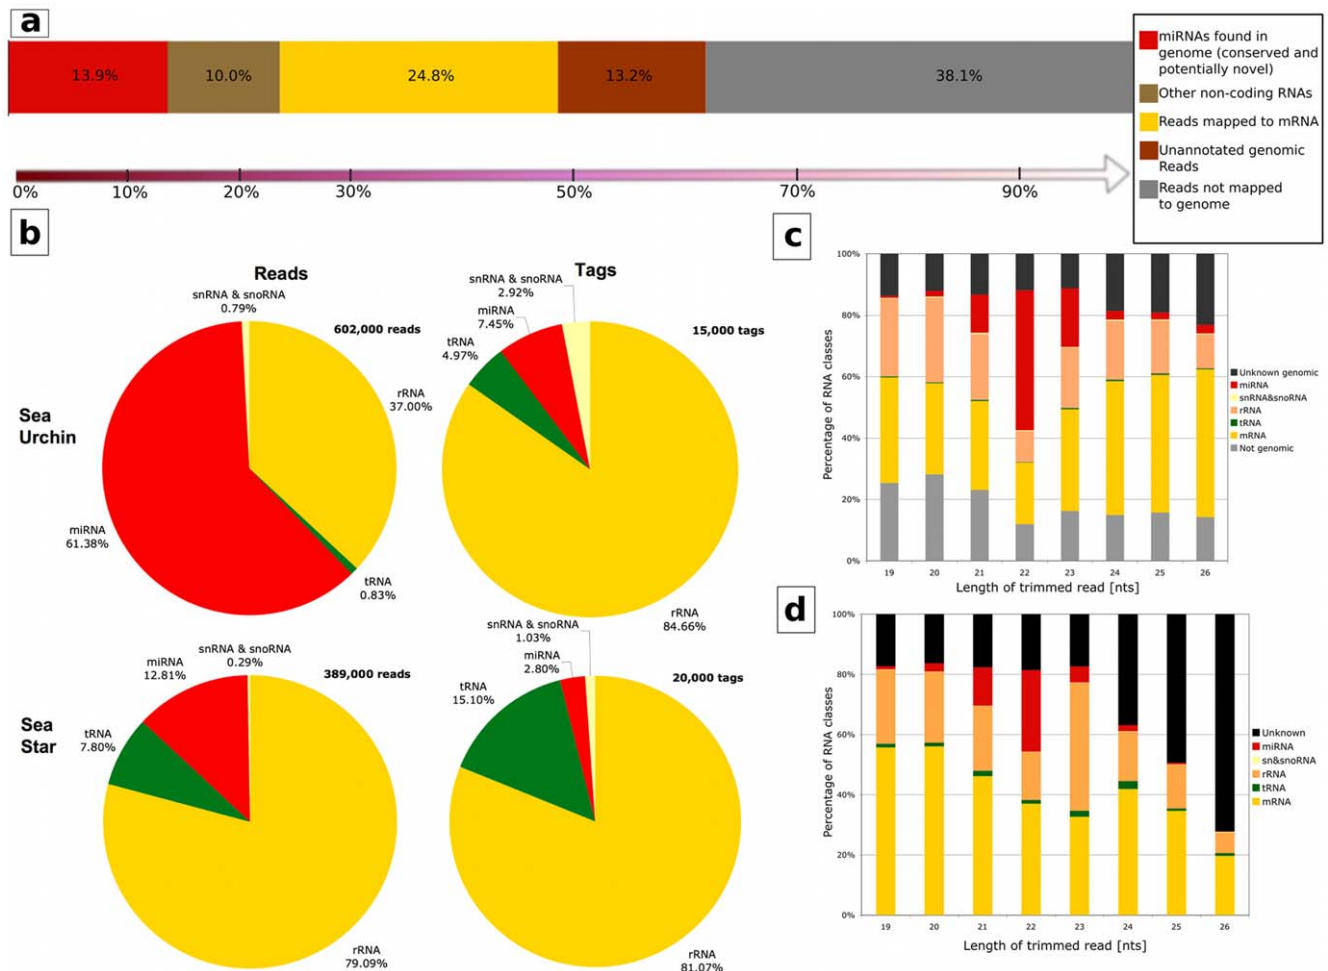 a
13.9%
10.0%
24.8%
13.2%
38.1%
miRNAs found in
genome (conserved and
potentially novel)
Other non-coding RNAs
Reads mapped to mRNA
Unannotated genomic
Reads
Reads not mapped
to genome
0%
10%
20%
30%
50%
70%
90%
b
Reads
Tags
Sea
Urchin
snRNA & snoRNA
0.79%
602,000 reads
rRNA
37.00%
miRNA
61.38%
tRNA
0.83%
snRNA & snoRNA
2.92%
miRNA
7.45%
tRNA
4.97%
15,000 tags
rRNA
84.66%
Sea
Star
snRNA & snoRNA
0.29%
miRNA
12.81%
389,000 reads
tRNA
7.80%
rRNA
79.09%
snRNA & snoRNA
1.03%
miRNA
2.80%
tRNA
15.10%
20,000 tags
rRNA
81.07%
c
Percentage of RNA classes
100%
80%
60%
40%
20%
0%
19
20
21
22
23
24
25
26
Length of trimmed read [nts]
Unknown genomic
miRNA
snRNA&snoRNA
rRNA
tRNA
mRNA
Not genomic
d
Percentage of RNA classes
100%
80%
60%
40%
20%
0%
19
20
21
22
23
24
25
26
Length of trimmed read [nts]
Unknown
miRNA
sn&snoRNA
rRNA
tRNA
mRNA